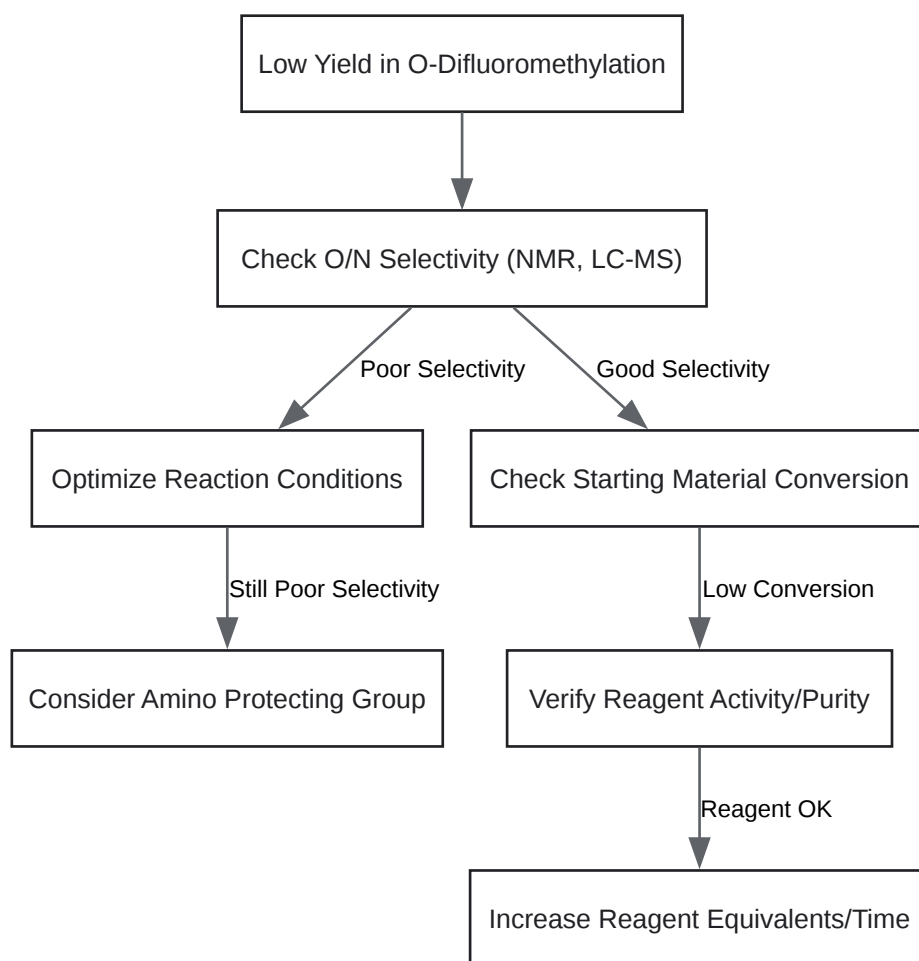 Low Yield in O-Difluoromethylation
Check O/N Selectivity (NMR, LC-MS)
Poor Selectivity
Good Selectivity
Optimize Reaction Conditions
Check Starting Material Conversion
Still Poor Selectivity
Low Conversion
Consider Amino Protecting Group
Verify Reagent Activity/Purity
Reagent OK
Increase Reagent Equivalents/Time